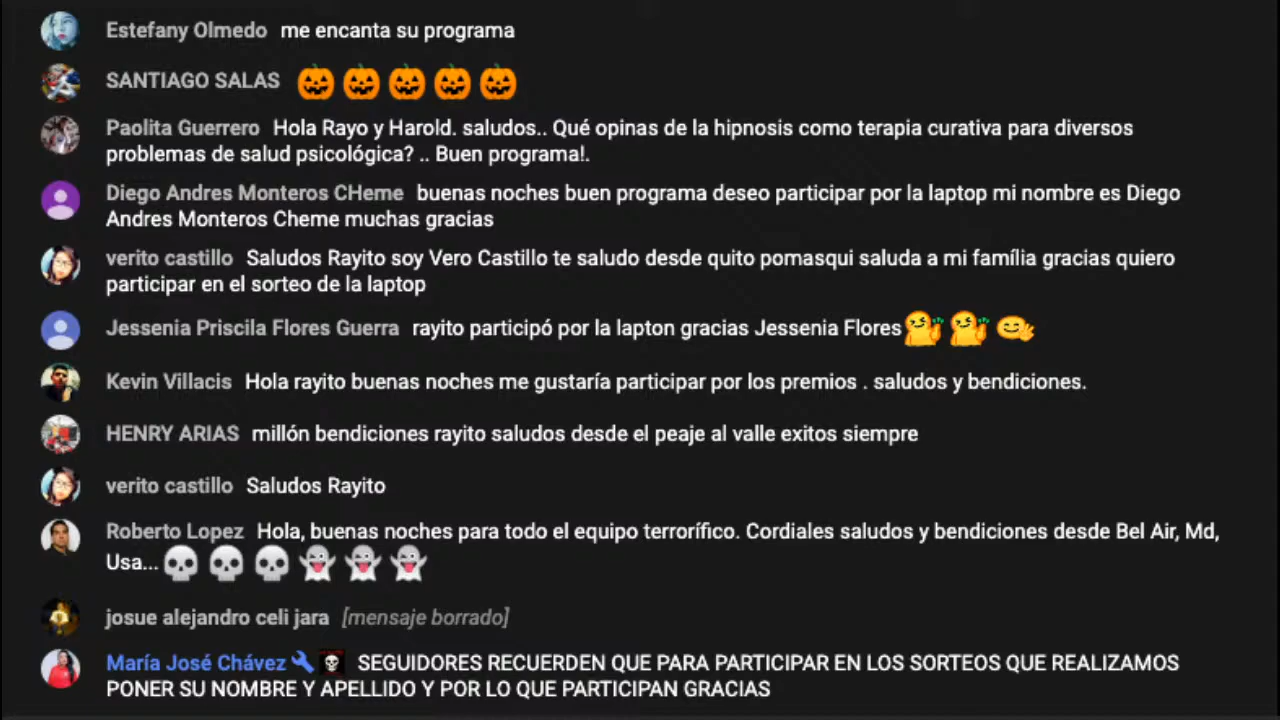 Estefany Olmedo me encanta su programa
SANTIAGO SALAS 🎃🎃🎃🎃🎃
Paolita Guerrero Hola Rayo y Harold. saludos.. Qué opinas de la hipnosis como terapia curativa para diversos
problemas de salud psicológica? .. Buen programa!.
Diego Andres Monteros CHeme buenas noches buen programa deseo participar por la laptop mi nombre es Diego
Andres Monteros Cheme muchas gracias
verito castillo Saludos Rayito soy Vero Castillo te saludo desde quito pomasqui saluda a mi família gracias quiero
participar en el sorteo de la laptop
Jessenia Priscila Flores Guerra rayito participó por la lapton gracias Jessenia Flores
Kevin Villacis Hola rayito buenas noches me gustaría participar por los premios . saludos y bendiciones.
HENRY ARIAS millón bendiciones rayito saludos desde el peaje al valle exitos siempre
verito castillo Saludos Rayito
Roberto Lopez Hola, buenas noches para todo el equipo terrorífico. Cordiales saludos y bendiciones desde Bel Air, Md,
Usa... 💀💀💀👻👻👻
josue alejandro celi jara [mensaje borrado]
María José Chávez 🔧 SEGUIDORES RECUERDEN QUE PARA PARTICIPAR EN LOS SORTEOS QUE REALIZAMOS
PONER SU NOMBRE Y APELLIDO Y POR LO QUE PARTICIPAN GRACIAS